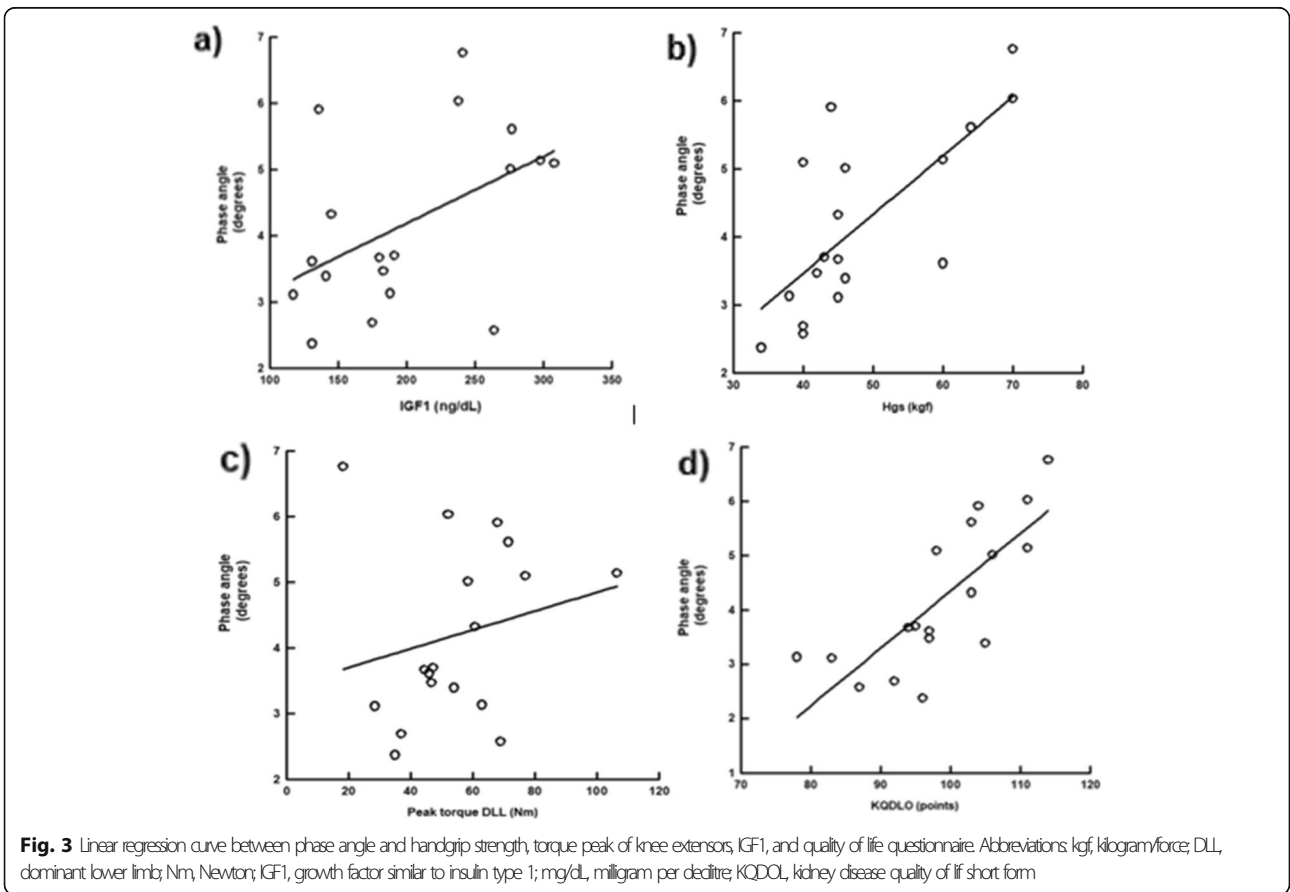 a)
7
6
5
4
3
2
Phase angle
(degrees)
100 150 200 250 300 350
IGF1 (ng/dL)
b)
7
6
5
4
3
2
Phase angle
(degrees)
30 40 50 60 70 80
Hgs (kgf)
c)
7
6
5
4
3
2
Phase angle
(degrees)
0 20 40 60 80 100 120
Peak torque DLL (Nm)
d)
7
6
5
4
3
2
1
Phase angle
(degrees)
70 80 90 100 110 120
KQDLO (points)
Fig. 3 Linear regression curve between phase angle and handgrip strength, torque peak of knee extensors, IGF1, and quality of life questionnaire. Abbreviations: kgf, kilogram/force; DLL,
dominant lower limb; Nm, Newton; IGF1, growth factor similar to insulin type 1; mg/dL, milligram per decilitre; KQDOL, kidney disease quality of lif short form